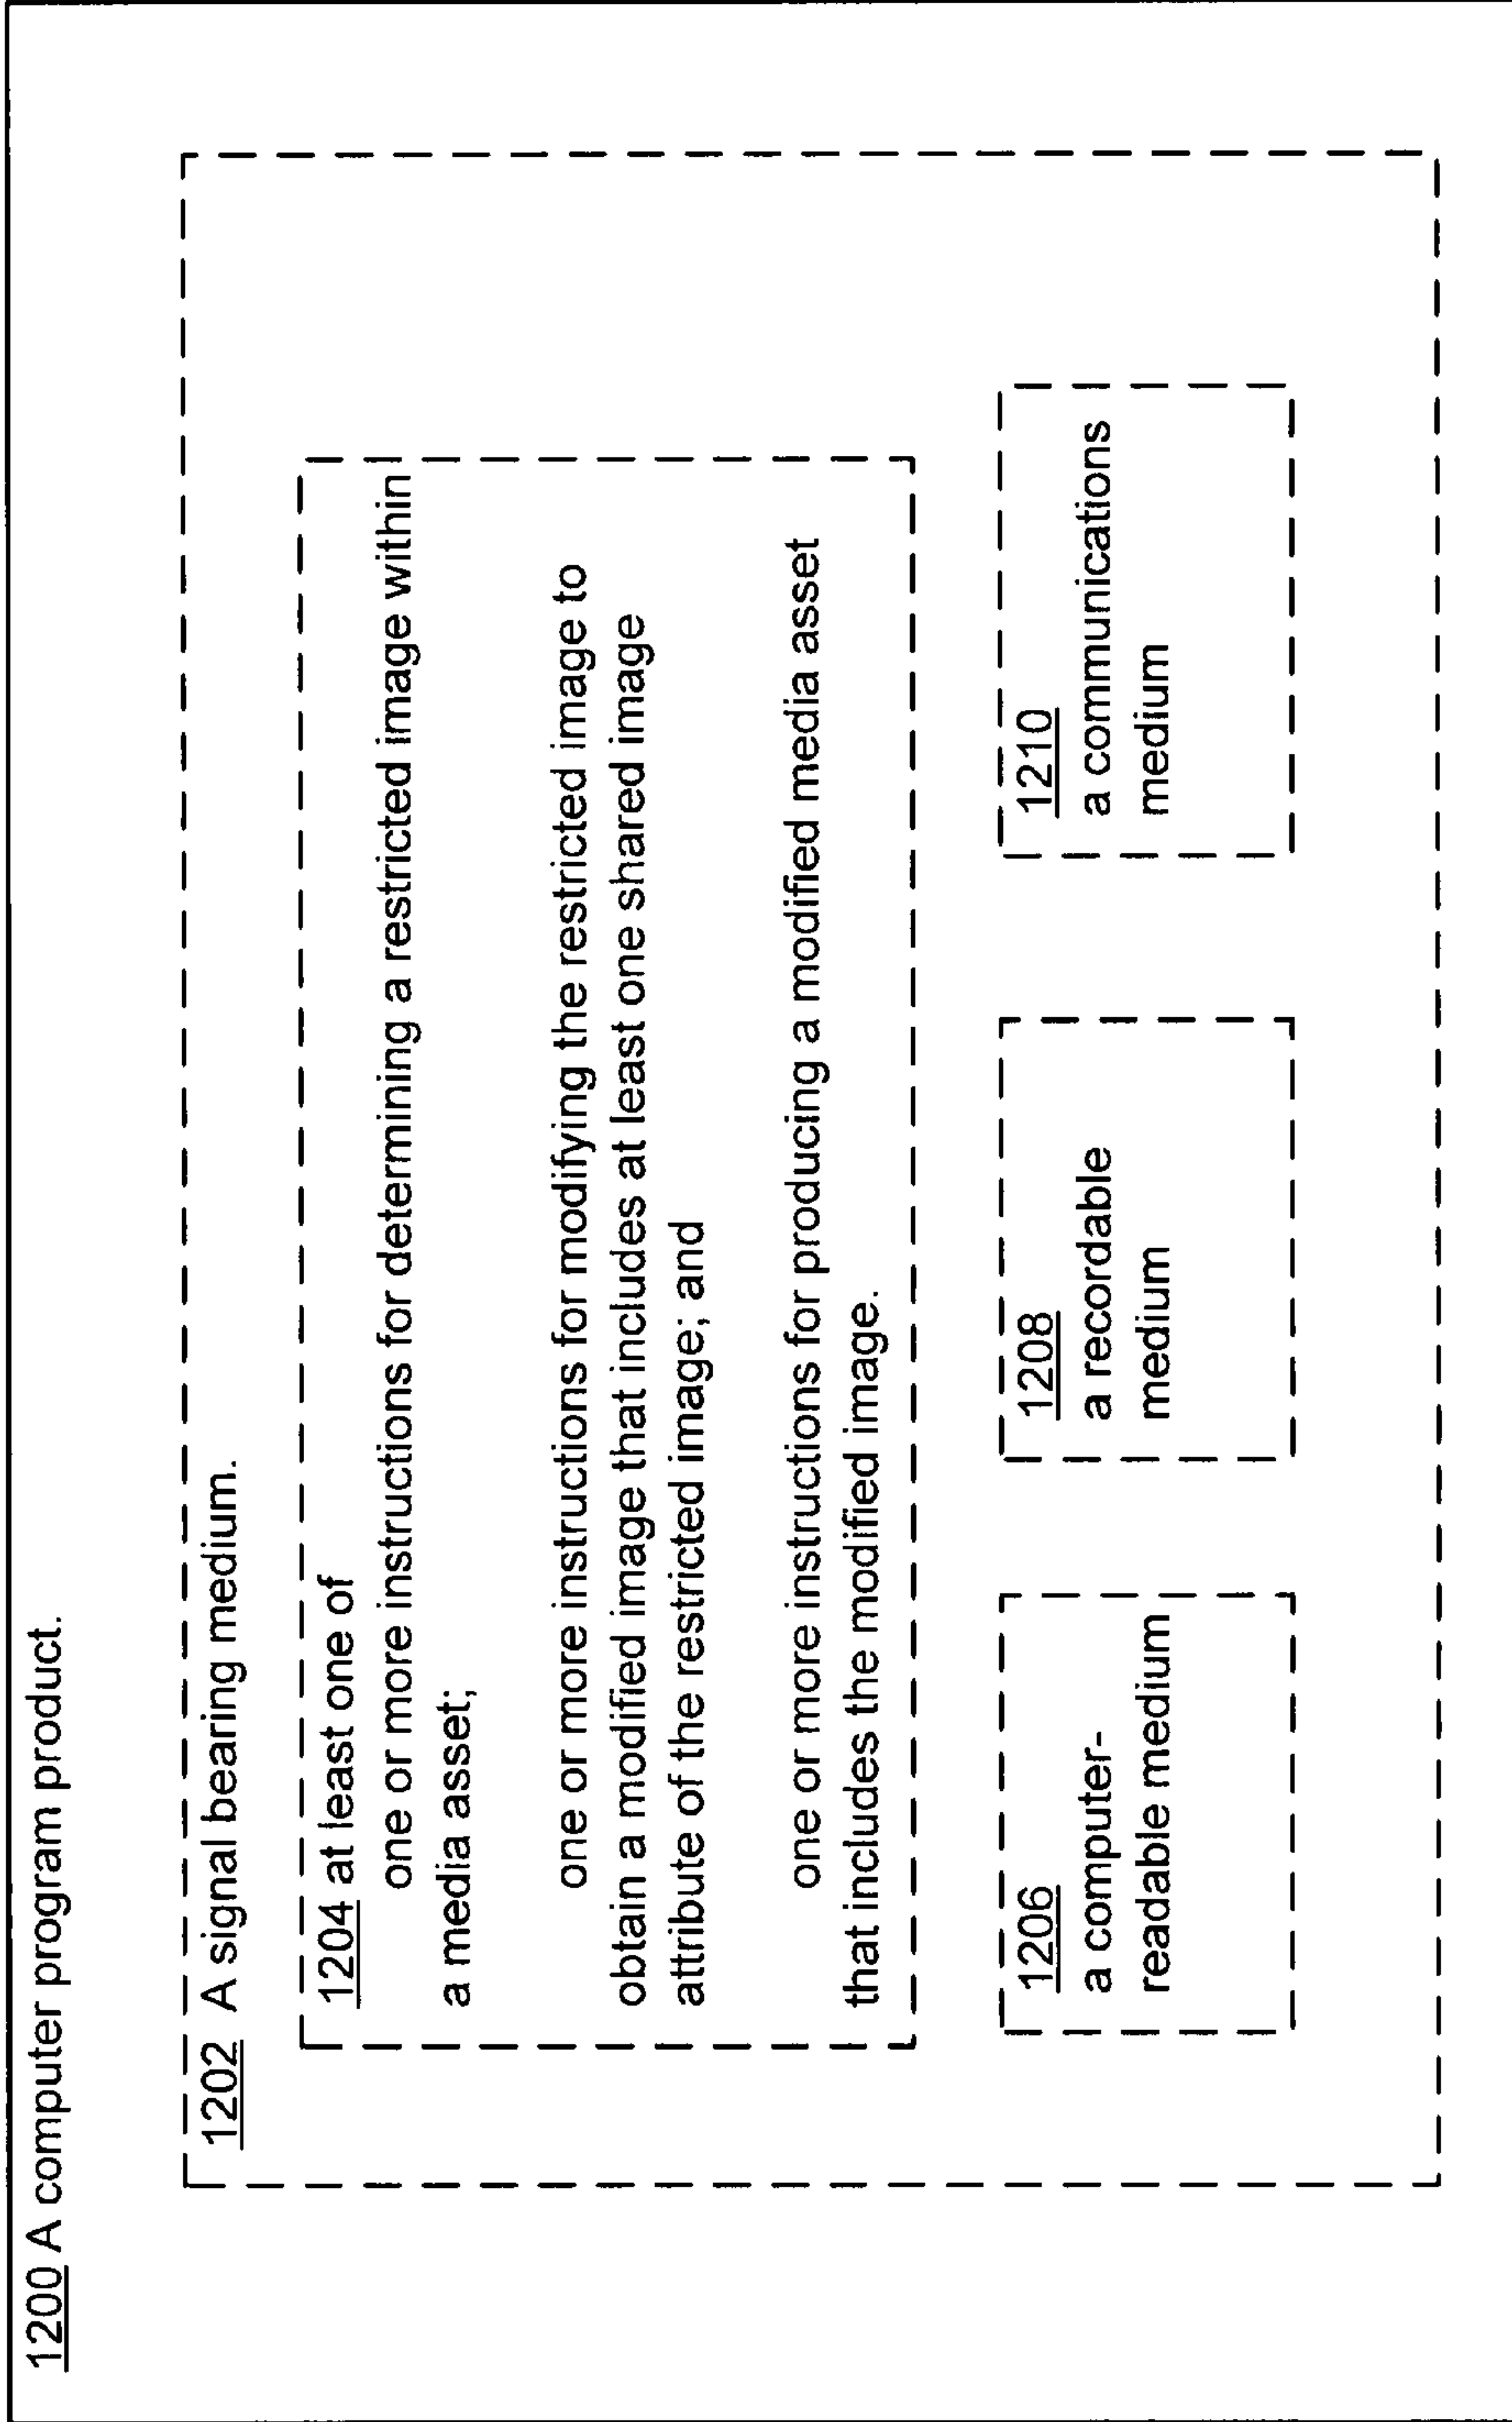 1200 A computer program product.
1202 A signal bearing medium.
1204 at least one of
one or more instructions for determining a restricted image within
a media asset;
one or more instructions for modifying the restricted image to
obtain a modified image that includes at least one shared image
attribute of the restricted image; and
one or more instructions for producing a modified media asset
that includes the modified image.
1206
a computer-
readable medium
1208
a recordable
medium
1210
a communications
medium